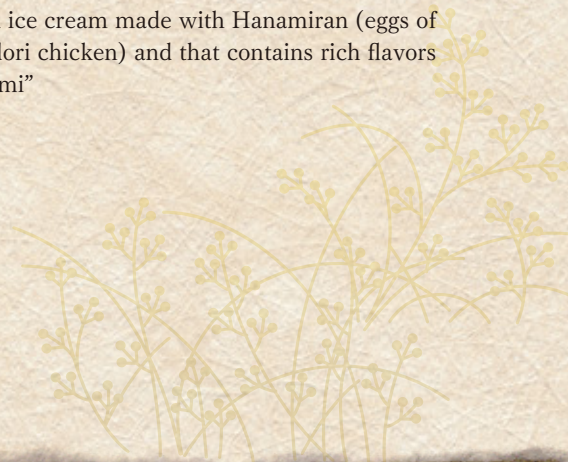 ice cream made with Hanamiran (eggs of
lori chicken) and that contains rich flavors
mi”